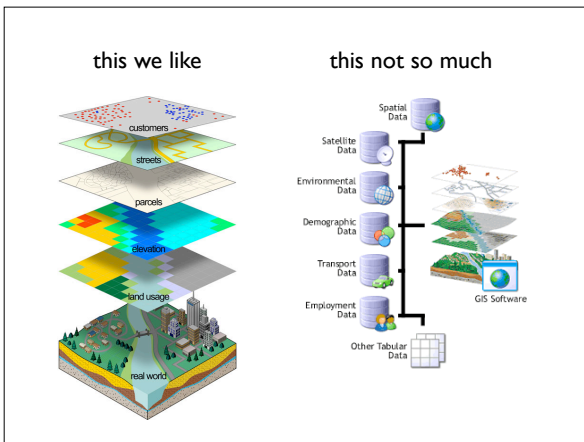 this we like
this not so much
customers
streets
parcels
elevation
land usage
real world
Spatial
Data
Satellite
Data
Environmental
Data
Demographic
Data
Transport
Data
Employment
Data
Other Tabular
Data
GIS Software